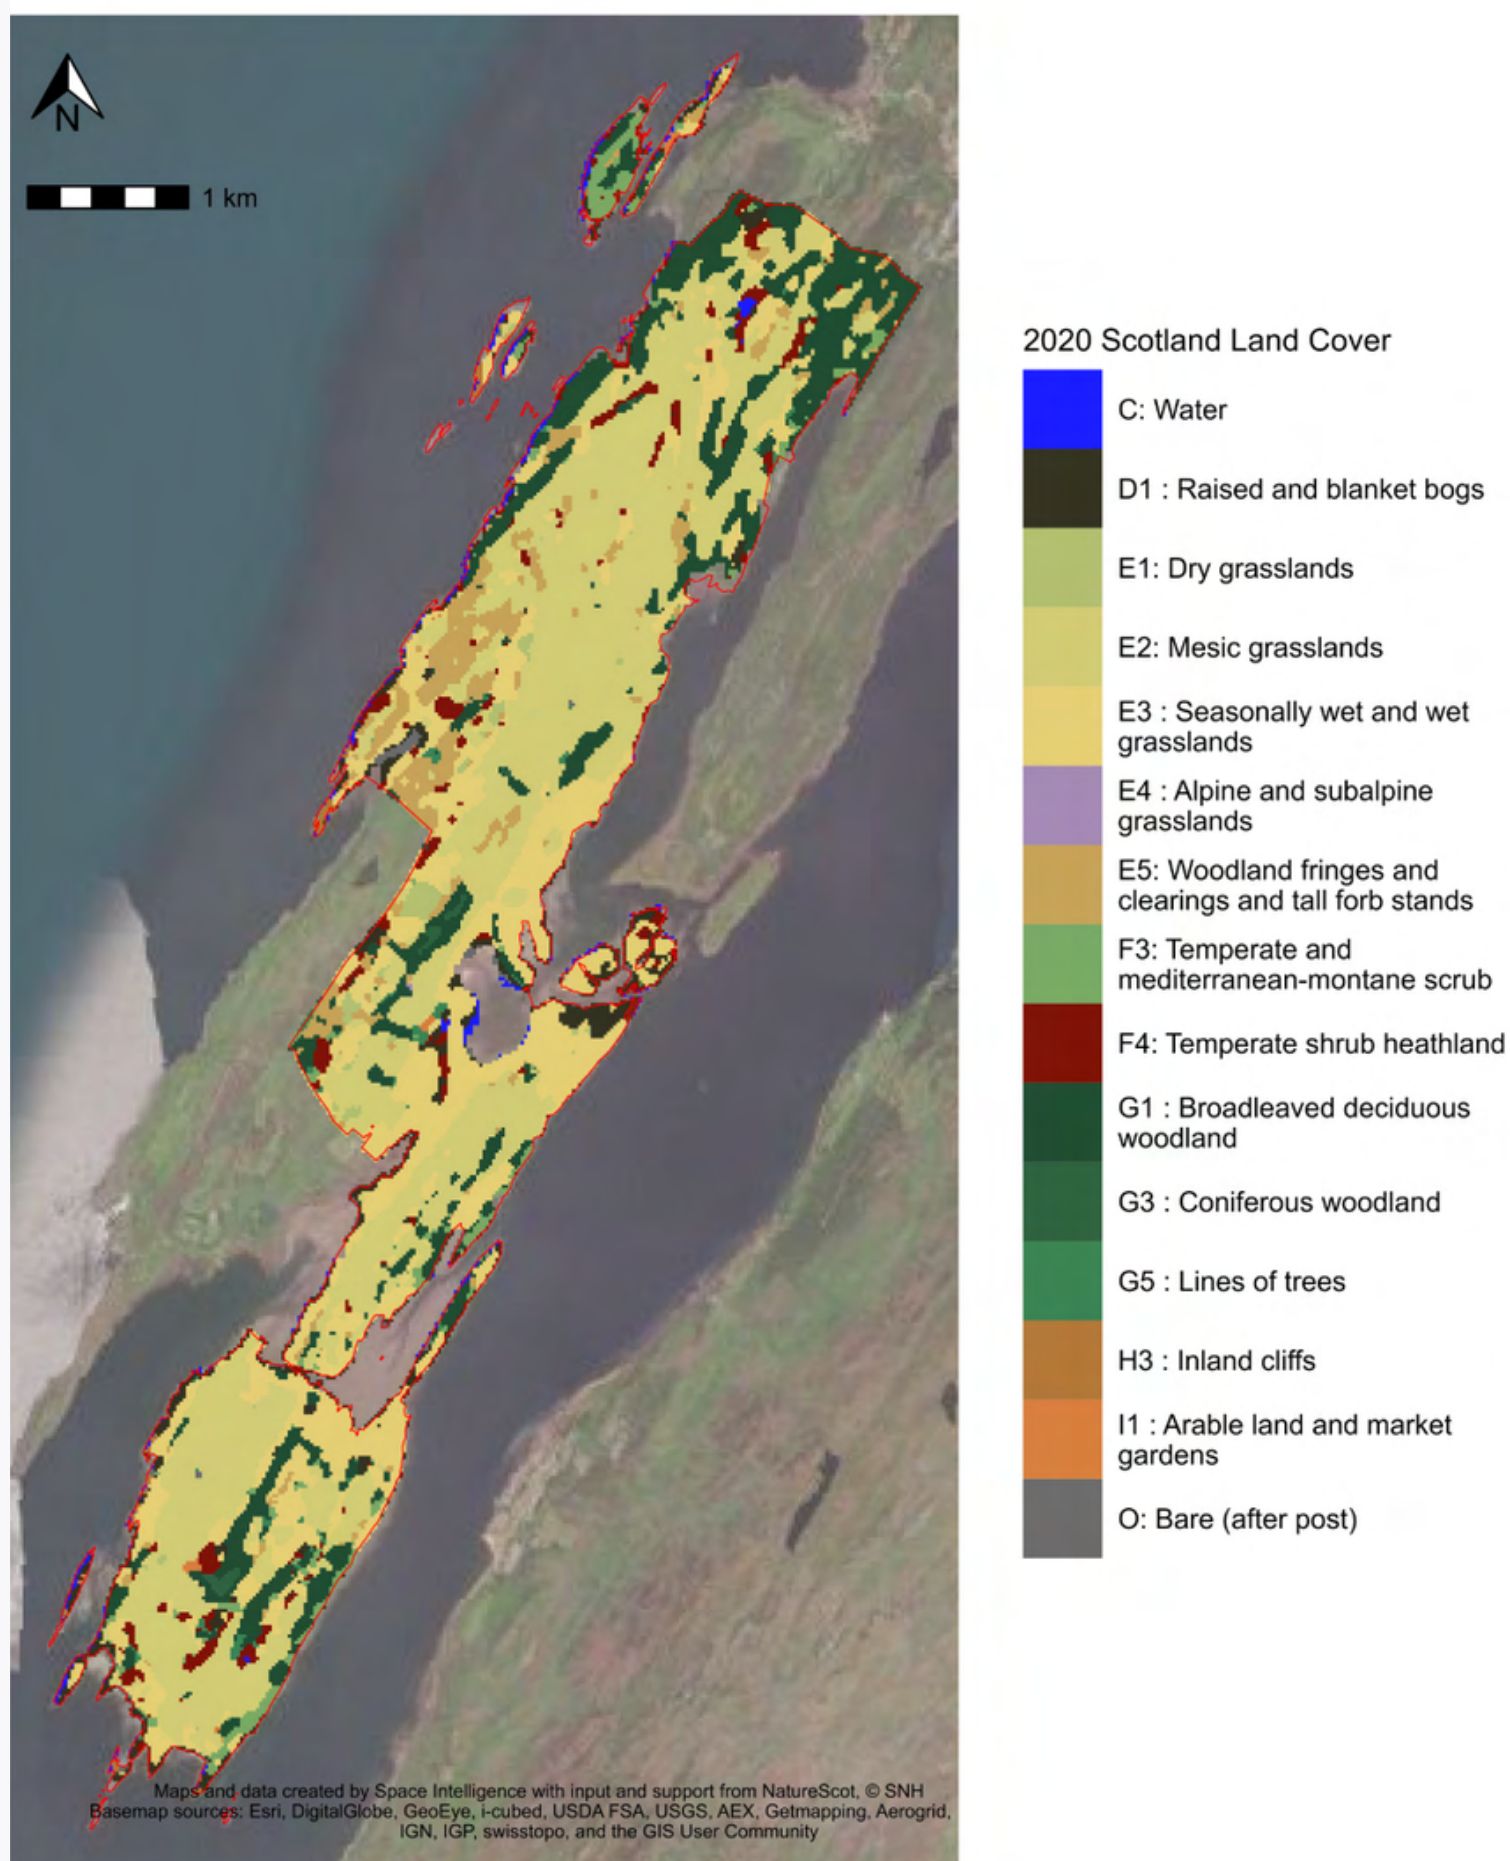 N
1 km
2020 Scotland Land Cover
C: Water
D1 : Raised and blanket bogs
E1: Dry grasslands
E2: Mesic grasslands
E3 : Seasonally wet and wet
grasslands
E4 : Alpine and subalpine
grasslands
E5: Woodland fringes and
clearings and tall forb stands
F3: Temperate and
mediterranean-montane scrub
F4: Temperate shrub heathland
G1 : Broadleaved deciduous
woodland
G3 : Coniferous woodland
G5 : Lines of trees
H3 : Inland cliffs
I1 : Arable land and market
gardens
O: Bare (after post)
Maps and data created by Space Intelligence with input and support from NatureScot, © SNH
Basemap sources: Esri, DigitalGlobe, GeoEye, i-cubed, USDA FSA, USGS, AEX, Getmapping, Aerogrid,
IGN, IGP, swisstopo, and the GIS User Community